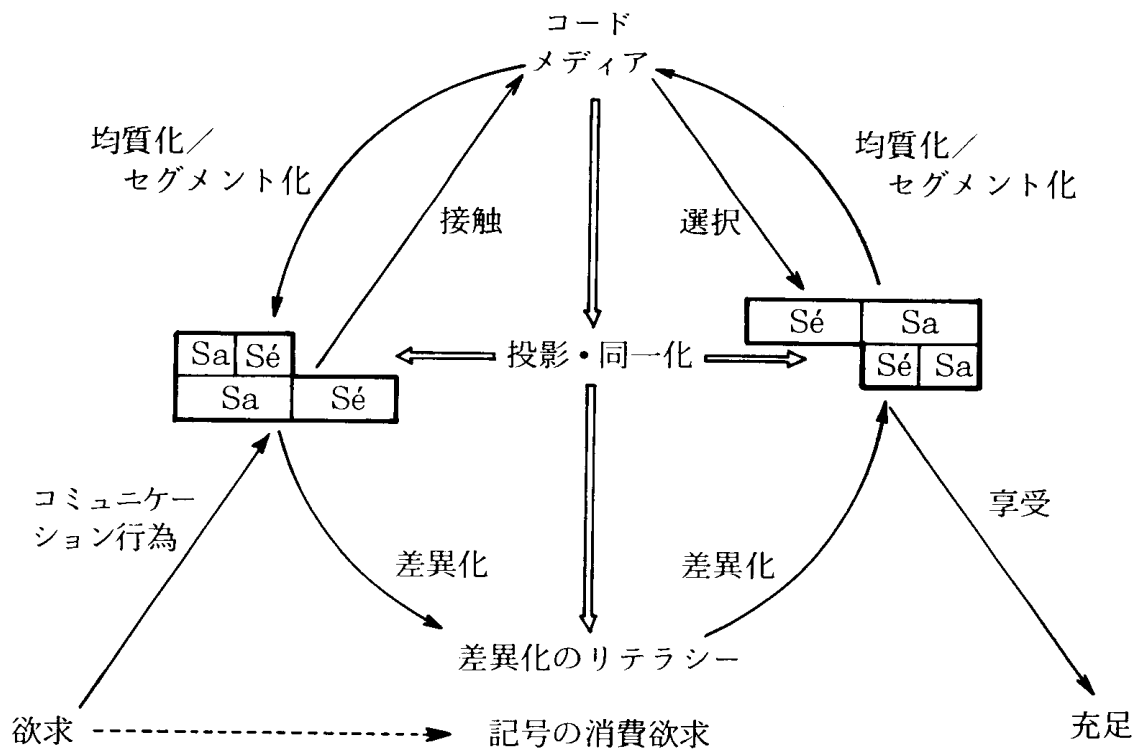 コード
メディア
均質化／
セグメント化
均質化／
セグメント化
接触
選択
Sé Sa
Sa Sé
投影・同一化
Sé Sa
Sa Sé
コミュニケー
ション行為
享受
差異化
差異化
差異化のリテラシー
欲求
記号の消費欲求
充足